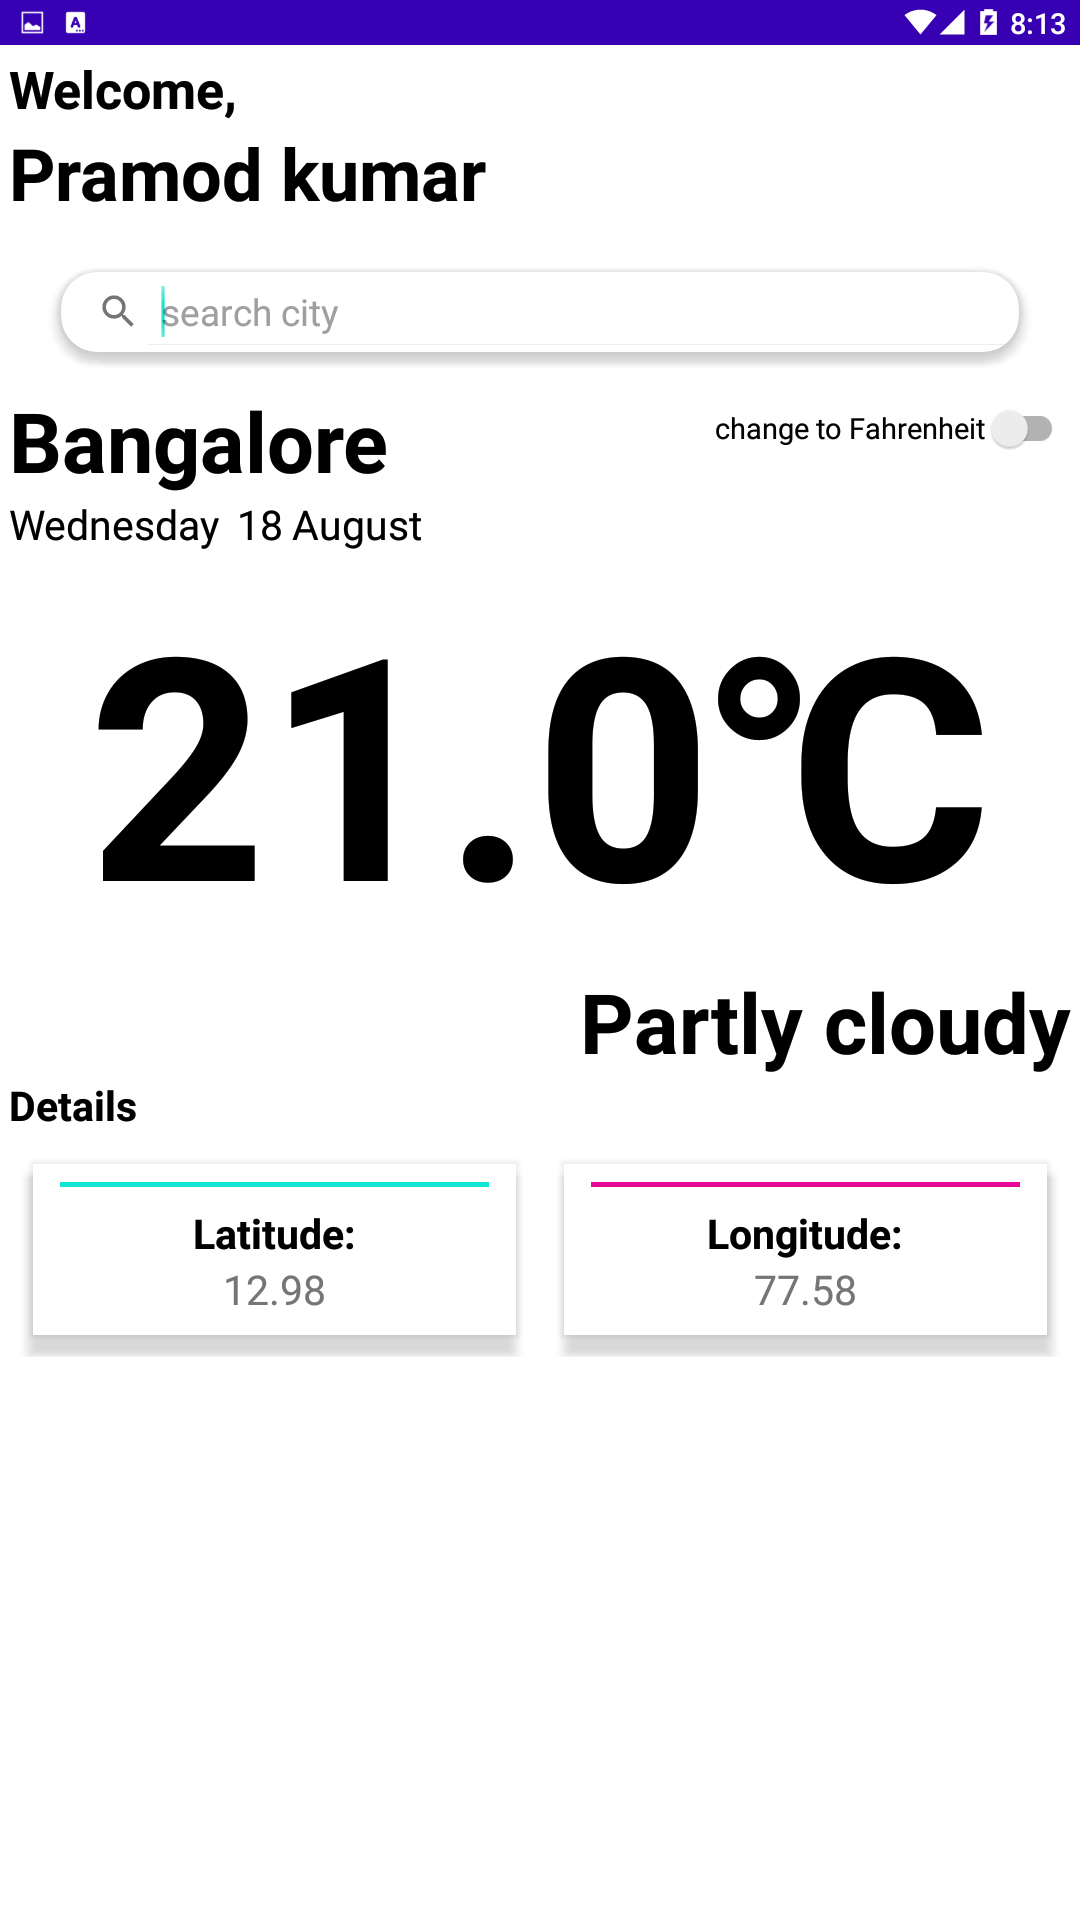 8:13
Welcome,
Pramod kumar
search city
Bangalore
change to Fahrenheit
Wednesday 18 August
21.0°C
Partly cloudy
Details
Latitude:
12.98
Longitude:
77.58